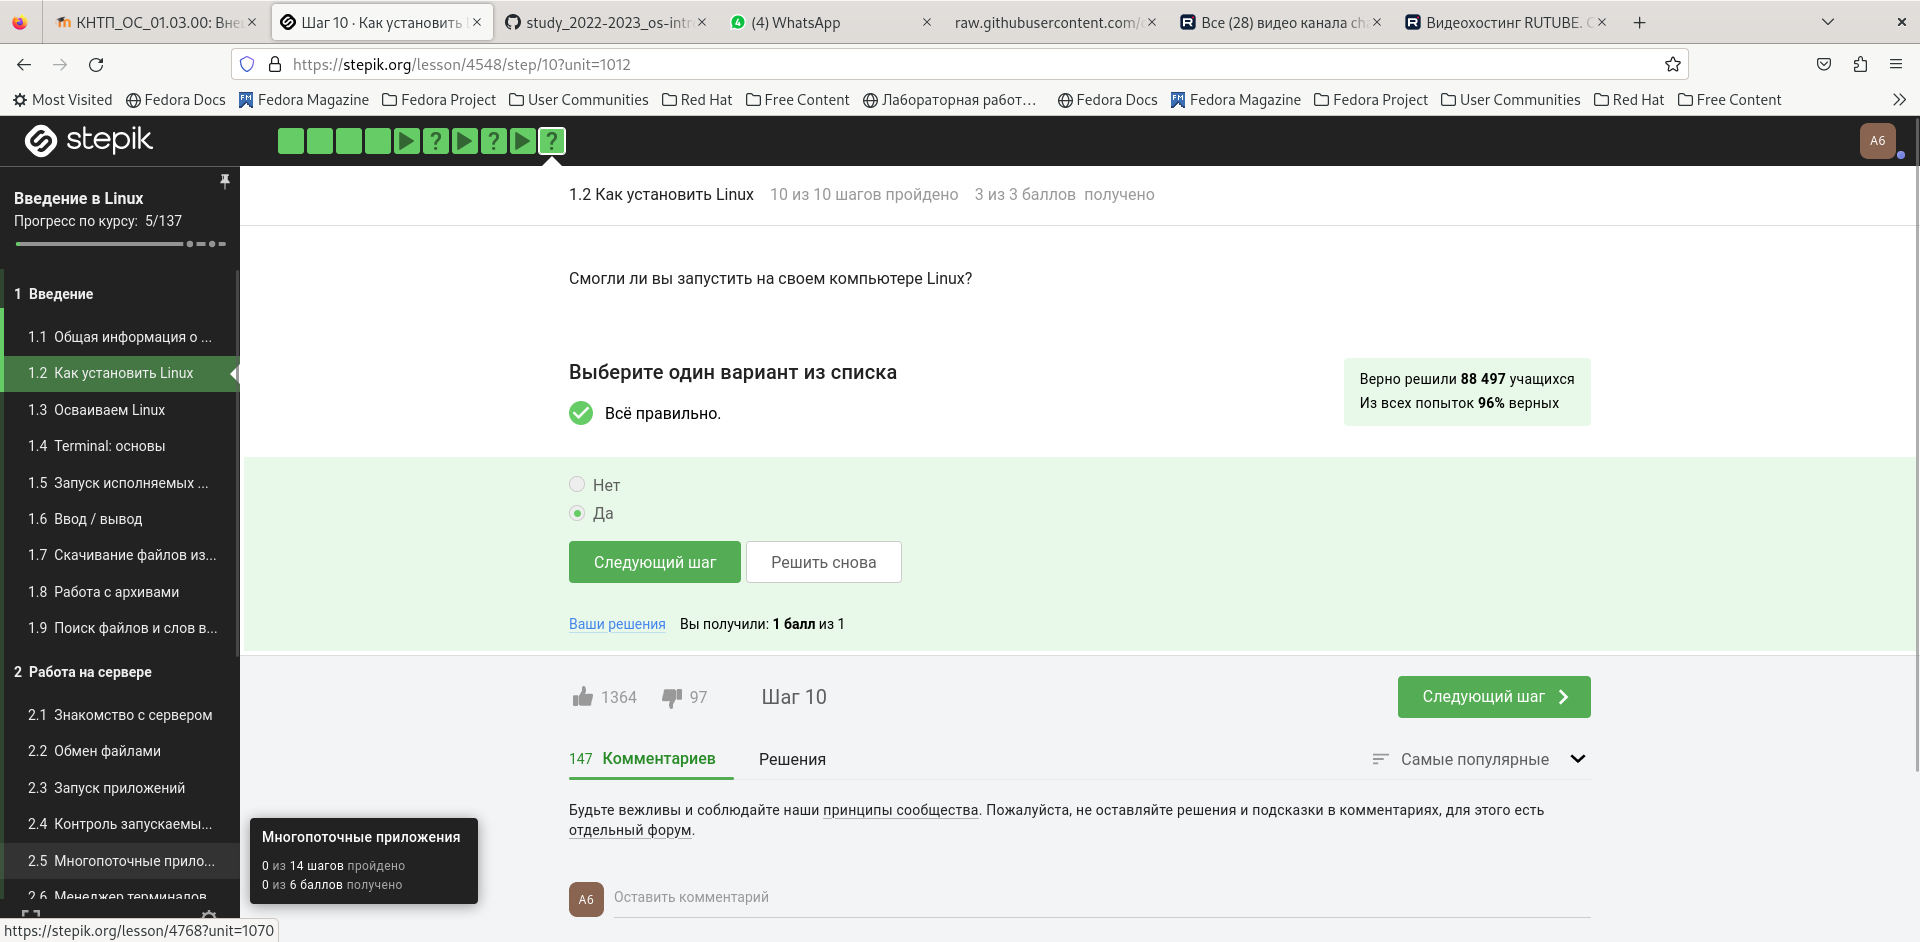 КНТП_ОС_01.03.00: Вне
Шаг 10 · Как установить
study_2022-2023_os-intr
(4) WhatsApp
raw.githubusercontent.com/
Все (28) видео канала
Видеохостинг RUTUBE.
https://stepik.org/lesson/4548/step/10?unit=1012
Most Visited Fedora Docs Fedora Magazine Fedora Project User Communities Red Hat Free Content Лабораторная работ… Fedora Docs Fedora Magazine Fedora Project User Communities Red Hat Free Content
stepik
? ? ?
A6
Введение в Linux
Прогресс по курсу: 5/137
1 Введение
1.1 Общая информация о ...
1.2 Как установить Linux
1.3 Осваиваем Linux
1.4 Terminal: основы
1.5 Запуск исполняемых ...
1.6 Ввод / вывод
1.7 Скачивание файлов из...
1.8 Работа с архивами
1.9 Поиск файлов и слов в...
2 Работа на сервере
2.1 Знакомство с сервером
2.2 Обмен файлами
2.3 Запуск приложений
2.4 Контроль запускаемы...
2.5 Многопоточные прило...
2.6 Менеджер терминалов
Многопоточные приложения
0 из 14 шагов пройдено
0 из 6 баллов получено
https://stepik.org/lesson/4768?unit=1070
1.2 Как установить Linux 10 из 10 шагов пройдено 3 из 3 баллов получено
Смогли ли вы запустить на своем компьютере Linux?
Выберите один вариант из списка
Всё правильно.
Верно решили 88 497 учащихся
Из всех попыток 96% верных
Нет
Да
Следующий шаг
Решить снова
Ваши решения Вы получили: 1 балл из 1
1364 97 Шаг 10
Следующий шаг
147 Комментариев
Решения
Самые популярные
Будьте вежливы и соблюдайте наши принципы сообщества. Пожалуйста, не оставляйте решения и подсказки в комментариях, для этого есть
отдельный форум.
A6
Оставить комментарий